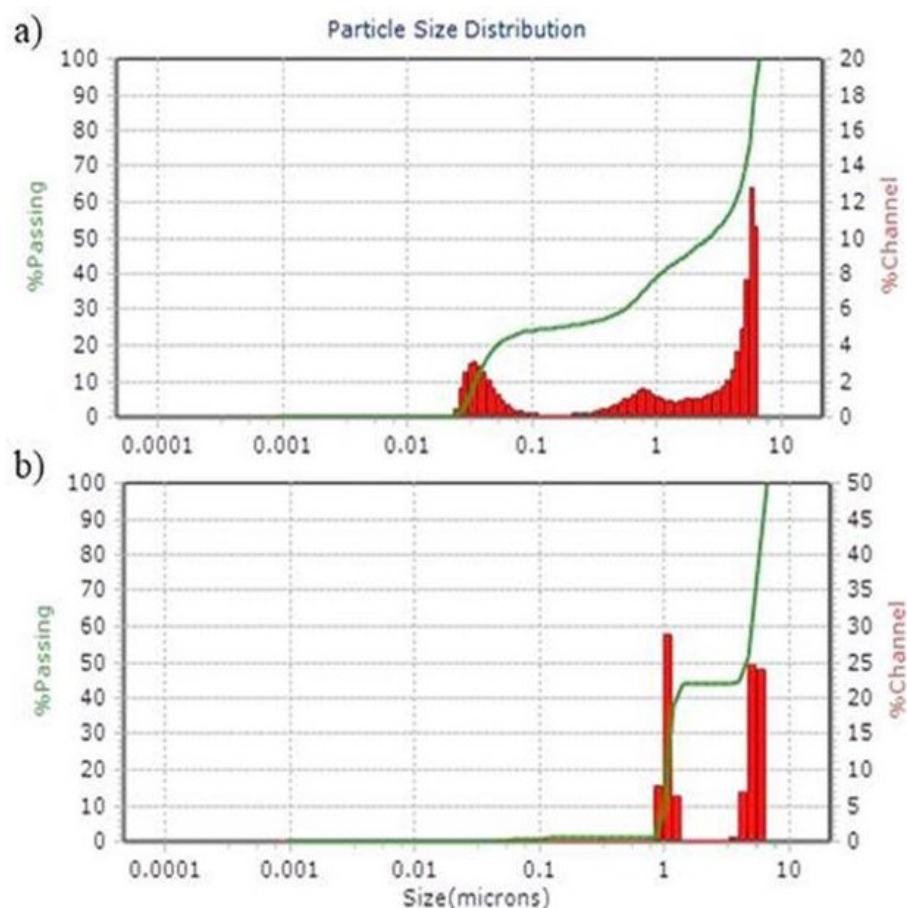 a)
Particle Size Distribution
100 20
90 18
80 16
70 14
60 12
50 10
40 8
30 6
20 4
10 2
0 0
%Passing
%Channel
0.0001 0.001 0.01 0.1 1 10
b)
100 50
90 45
80 40
70 35
60 30
50 25
40 20
30 15
20 10
10 5
0 0
%Passing
%Channel
0.0001 0.001 0.01 0.1 1 10
Size(microns)